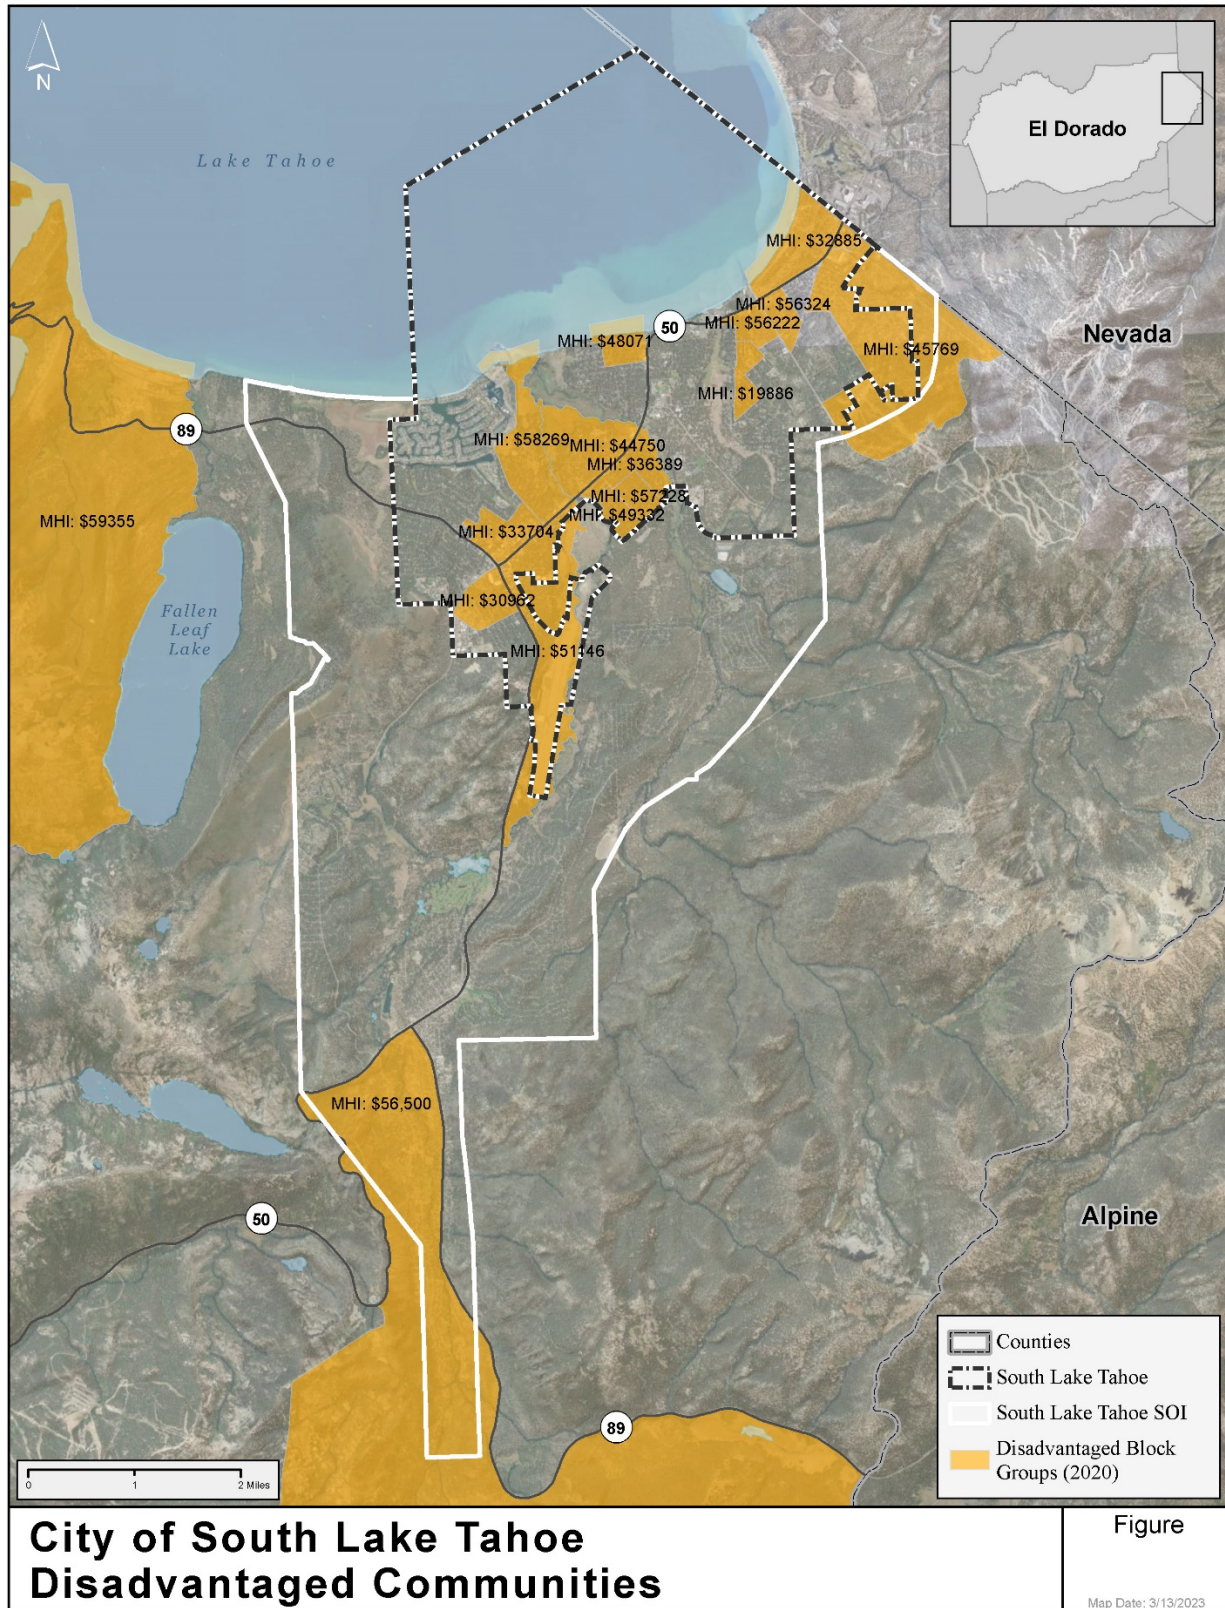 N
Lake Tahoe
El Dorado
MHI: $32885
Nevada
MHI: $56324
50
MHI: $56222
MHI: $48071
MHI: $45769
MHI: $19886
89
MHI: $58269
MHI: $44750
MHI: $36389
MHI: $57228
MHI: $49332
MHI: $59355
MHI: $33704
Fallen
Leaf
Lake
MHI: $30962
MHI: $51146
MHI: $56,500
50
Alpine
89
Counties
South Lake Tahoe
South Lake Tahoe SOI
Disadvantaged Block
Groups (2020)
0 1 2 Miles
City of South Lake Tahoe
Disadvantaged Communities
Figure
Map Date: 3/13/2023